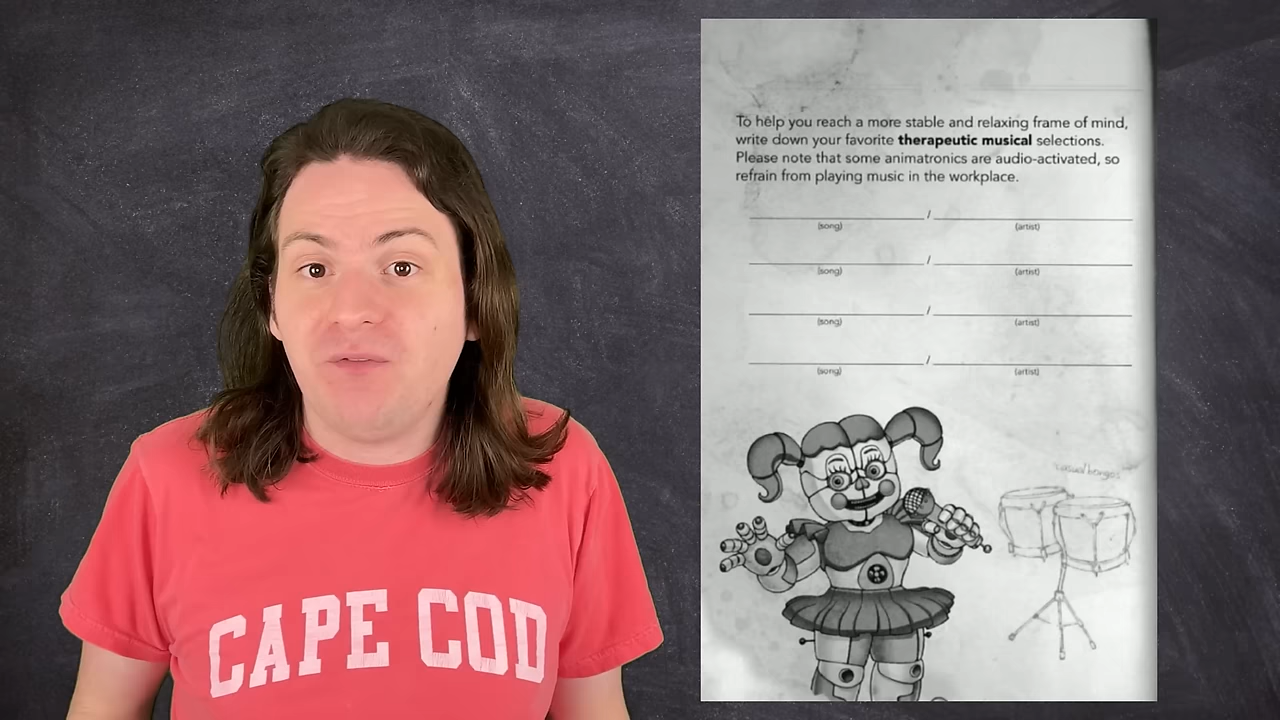 To help you reach a more stable and relaxing frame of mind,
write down your favorite therapeutic musical selections.
Please note that some animatronics are audio-activated, so
refrain from playing music in the workplace.
/
(song) (artist)
/
(song) (artist)
/
(song) (artist)
/
(song) (artist)
casual bongos
CAPE COD